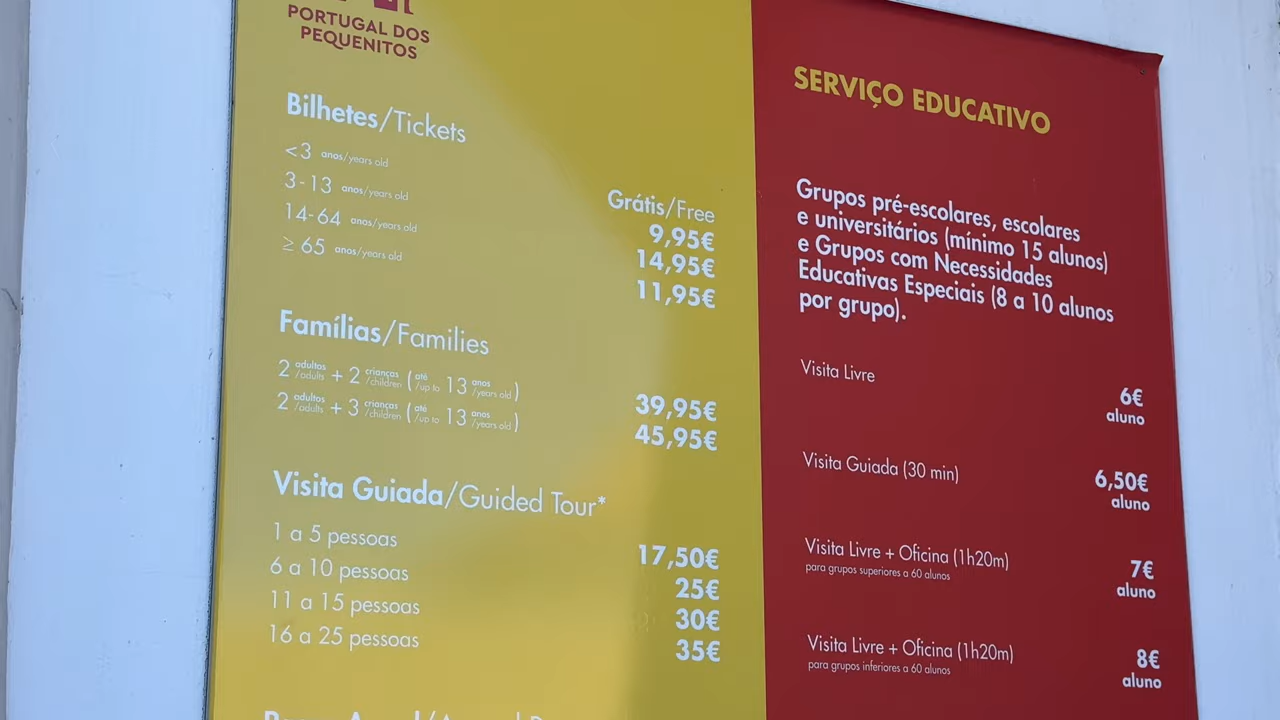 PORTUGAL DOS
PEQUENITOS
Bilhetes/Tickets
<3 anos/years old
Grátis/Free
3-13 anos/years old
9,95€
14-64 anos/years old
14,95€
≥ 65 anos/years old
11,95€
Famílias/Families
2 adultos/adults + 2 crianças/children (até/up to 13 anos/years old)
39,95€
2 adultos/adults + 3 crianças/children (até/up to 13 anos/years old)
45,95€
Visita Guiada/Guided Tour*
1 a 5 pessoas
17,50€
6 a 10 pessoas
25€
11 a 15 pessoas
30€
16 a 25 pessoas
35€
SERVIÇO EDUCATIVO
Grupos pré-escolares, escolares
e universitários (mínimo 15 alunos)
e Grupos com Necessidades
Educativas Especiais (8 a 10 alunos
por grupo).
Visita Livre
6€
aluno
Visita Guiada (30 min)
6,50€
aluno
Visita Livre + Oficina (1h20m)
para grupos superiores a 60 alunos
7€
aluno
Visita Livre + Oficina (1h20m)
para grupos inferiores a 60 alunos
8€
aluno